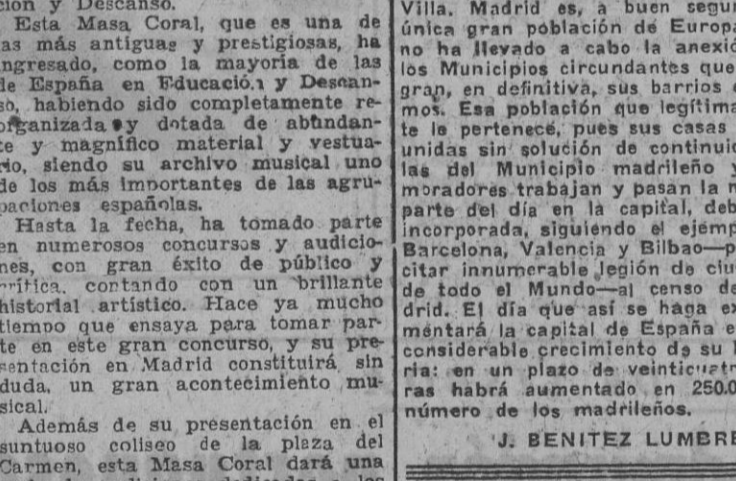 ción y Descanso.
Esta Masa Coral, que es una de
las más antiguas y prestigiosas, ha
ingresado, como la mayoría de las
de España en Educación y Descan-
so, habiendo sido completamente re-
organizada y dotada de abundan-
te y magnífico material y vestua-
rio, siendo su archivo musical uno
de los más importantes de las agru-
paciones españolas.
Hasta la fecha, ha tomado parte
en numerosos concursos y audicio-
nes, con gran éxito de público y
crítica, contando con un brillante
historial artístico. Hace ya mucho
tiempo que ensaya para tomar par-
te en este gran concurso, y su pre-
sentación en Madrid constituirá, sin
duda, un gran acontecimiento mu-
sical.
Además de su presentación en el
suntuoso coliseo de la plaza del
Carmen, esta Masa Coral dará una
Villa. Madrid es, a buen segur
única gran población de Europa
no ha llevado a cabo la anexió
los Municipios circundantes que
gran, en definitiva, sus barrios
mos. Esa población que legítima
te le pertenece, pues sus casas
unidas sin solución de continuid
las del Municipio madrileño y
moradores trabajan y pasan la m
parte del día en la capital, deb
incorporada, siguiendo el ejemp
Barcelona, Valencia y Bilbao—p
citar innumerable legión de ciu
de todo el Mundo—al censo de
drid. El día que así se haga ex
mentará la capital de España e
considerable crecimiento de su
ria: en un plazo de veinticuatr
ras habrá aumentado en 250.0
número de los madrileños.
J. BENITEZ LUMBRE